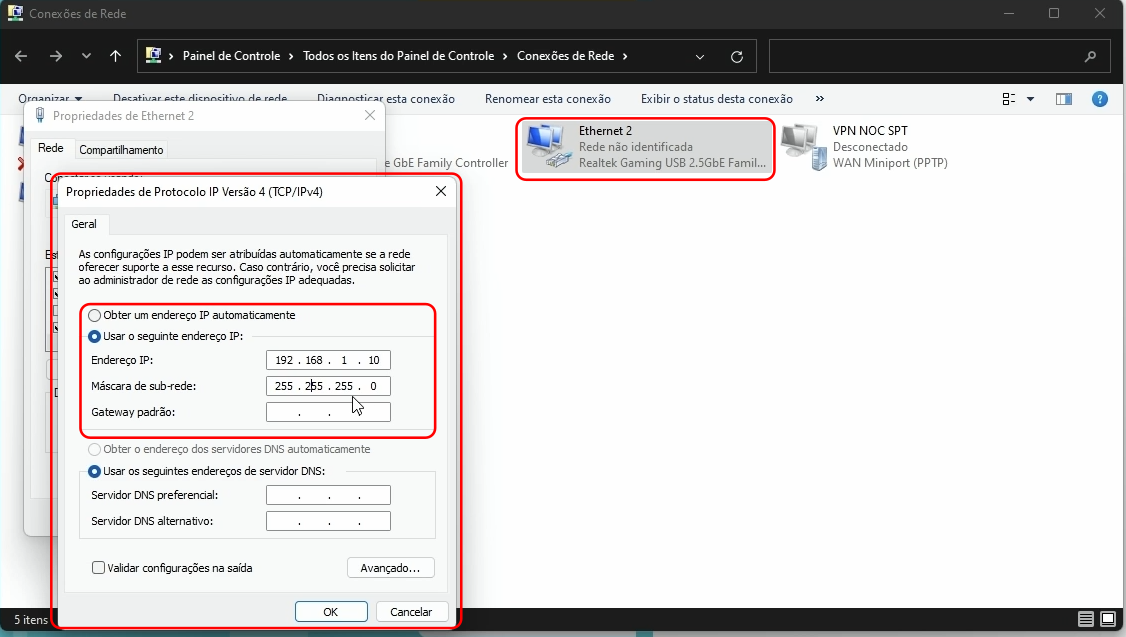 Conexões de Rede
Painel de Controle > Todos os Itens do Painel de Controle > Conexões de Rede >
Organizar Desativar este dispositivo de rede Diagnosticar esta conexão Renomear esta conexão Exibir o status desta conexão »
Propriedades de Ethernet 2
Rede Compartilhamento
Conectar-se usando:
e GbE Family Controller
Ethernet 2
Rede não identificada
Realtek Gaming USB 2.5GbE Famil...
VPN NOC SPT
Desconectado
WAN Miniport (PPTP)
Propriedades de Protocolo IP Versão 4 (TCP/IPv4)
Geral
As configurações IP podem ser atribuídas automaticamente se a rede
oferecer suporte a esse recurso. Caso contrário, você precisa solicitar
ao administrador de rede as configurações IP adequadas.
Obter um endereço IP automaticamente
Usar o seguinte endereço IP:
Endereço IP: 192 . 168 . 1 . 10
Máscara de sub-rede: 255 . 255 . 255 . 0
Gateway padrão: . . .
Obter o endereço dos servidores DNS automaticamente
Usar os seguintes endereços de servidor DNS:
Servidor DNS preferencial: . . .
Servidor DNS alternativo: . . .
Validar configurações na saída
Avançado...
OK Cancelar
5 itens